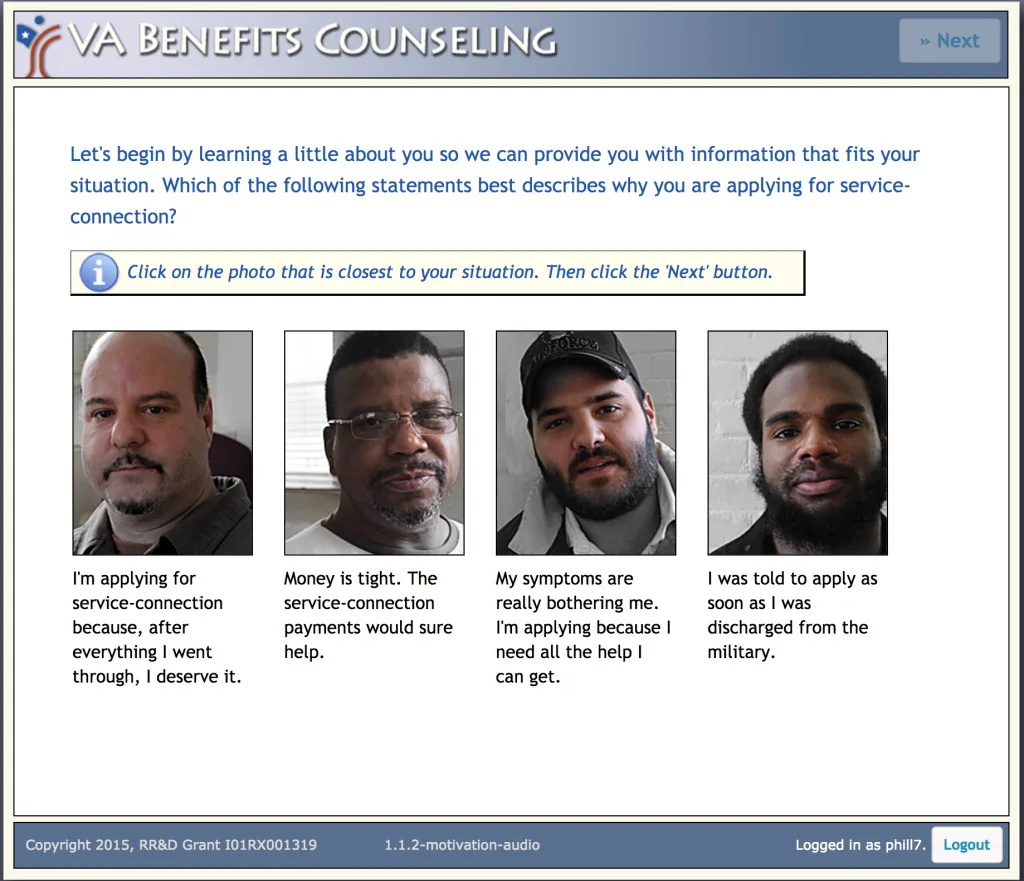 VA BENEFITS COUNSELING
» Next
Let's begin by learning a little about you so we can provide you with information that fits your
situation. Which of the following statements best describes why you are applying for service-
connection?
i
Click on the photo that is closest to your situation. Then click the 'Next' button.
I'm applying for
service-connection
because, after
everything I went
through, I deserve it.
Money is tight. The
service-connection
payments would sure
help.
My symptoms are
really bothering me.
I'm applying because I
need all the help I
can get.
I was told to apply as
soon as I was
discharged from the
military.
Copyright 2015, RR&D Grant I01RX001319
1.1.2-motivation-audio
Logged in as phill7.
Logout